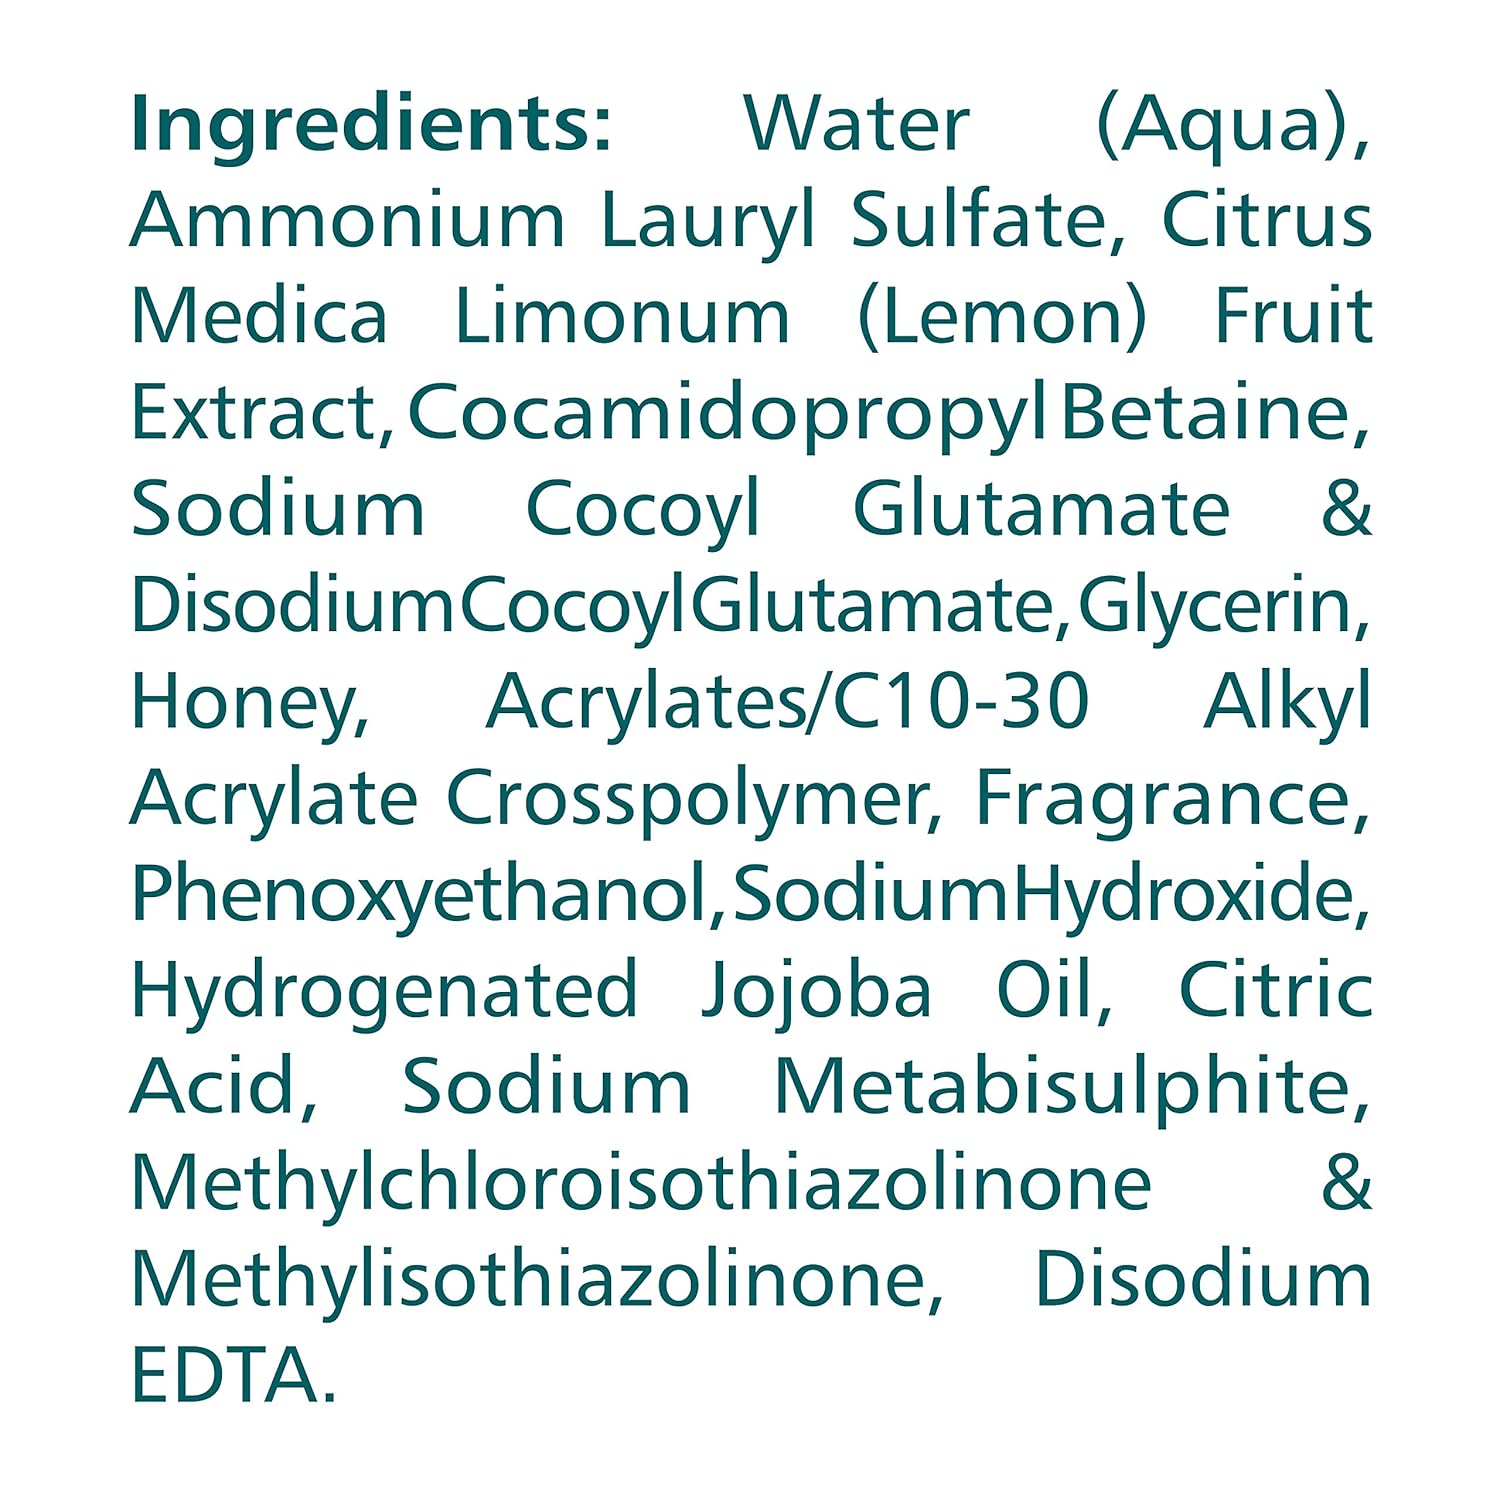 Ingredients: Water (Aqua),
Ammonium Lauryl Sulfate, Citrus
Medica Limonum (Lemon) Fruit
Extract, Cocamidopropyl Betaine,
Sodium Cocoyl Glutamate &
Disodium Cocoyl Glutamate, Glycerin,
Honey, Acrylates/C10-30 Alkyl
Acrylate Crosspolymer, Fragrance,
Phenoxyethanol, Sodium Hydroxide,
Hydrogenated Jojoba Oil, Citric
Acid, Sodium Metabisulphite,
Methylchloroisothiazolinone &
Methylisothiazolinone, Disodium
EDTA.